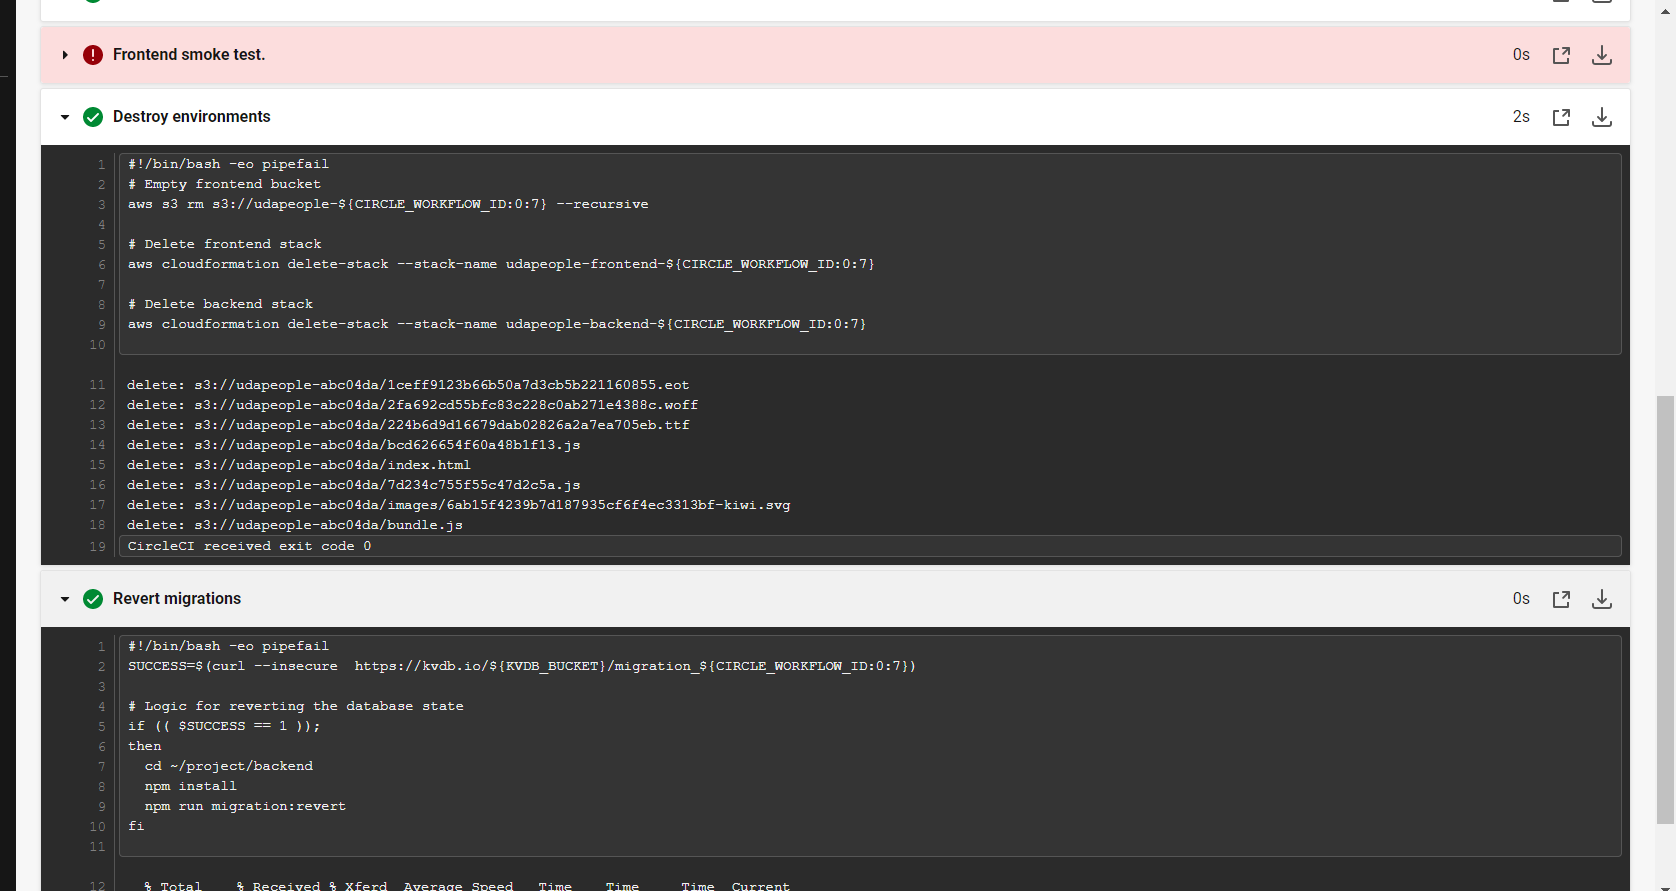 Frontend smoke test.
0s
Destroy environments
2s
1 #!/bin/bash -eo pipefail
2 # Empty frontend bucket
3 aws s3 rm s3://udapeople-${CIRCLE_WORKFLOW_ID:0:7} --recursive
4
5 # Delete frontend stack
6 aws cloudformation delete-stack --stack-name udapeople-frontend-${CIRCLE_WORKFLOW_ID:0:7}
7
8 # Delete backend stack
9 aws cloudformation delete-stack --stack-name udapeople-backend-${CIRCLE_WORKFLOW_ID:0:7}
10
11 delete: s3://udapeople-abc04da/1ceff9123b66b50a7d3cb5b221160855.eot
12 delete: s3://udapeople-abc04da/2fa692cd55bfc83c228c0ab271e4388c.woff
13 delete: s3://udapeople-abc04da/224b6d9d16679dab02826a2a7ea705eb.ttf
14 delete: s3://udapeople-abc04da/bcd626654f60a48b1f13.js
15 delete: s3://udapeople-abc04da/index.html
16 delete: s3://udapeople-abc04da/7d234c755f55c47d2c5a.js
17 delete: s3://udapeople-abc04da/images/6ab15f4239b7d187935cf6f4ec3313bf-kiwi.svg
18 delete: s3://udapeople-abc04da/bundle.js
19 CircleCI received exit code 0
Revert migrations
0s
1 #!/bin/bash -eo pipefail
2 SUCCESS=$(curl --insecure  https://kvdb.io/${KVDB_BUCKET}/migration_${CIRCLE_WORKFLOW_ID:0:7})
3
4 # Logic for reverting the database state
5 if (( $SUCCESS == 1 ));
6 then
7   cd ~/project/backend
8   npm install
9   npm run migration:revert
10 fi
11
12   % Total    % Received % Xferd  Average Speed   Time    Time     Time  Current